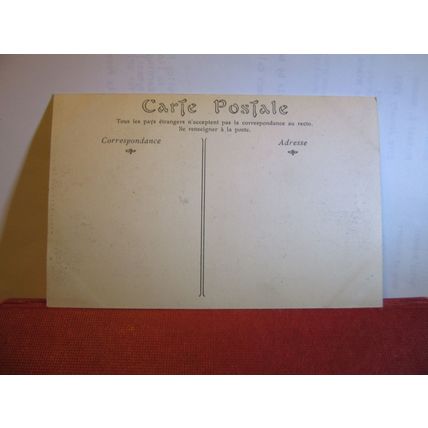 Carte Postale
Tous les pays étrangers n'acceptent pas la correspondance au recto.
Se renseigner à la poste.
Correspondance
Adresse